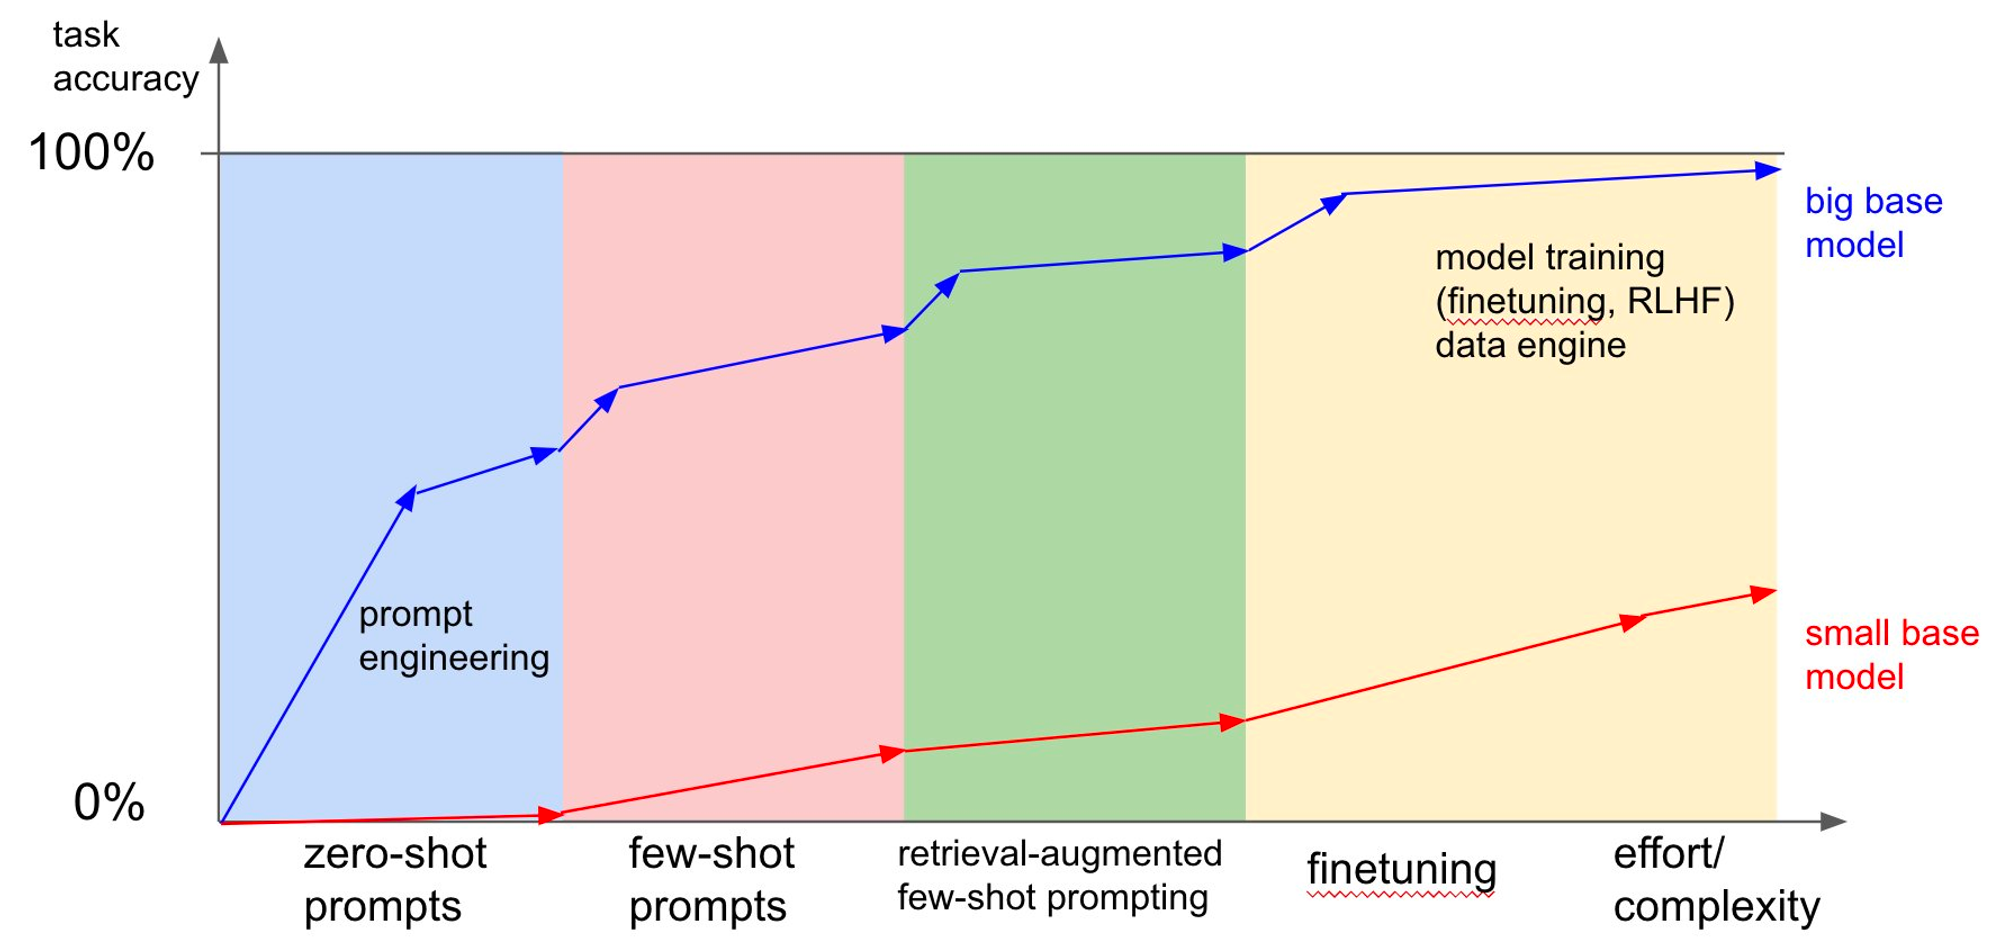 task
accuracy
100%
big base
model
model training
(finetuning, RLHF)
data engine
prompt
engineering
small base
model
0%
zero-shot
prompts
few-shot
prompts
retrieval-augmented
few-shot prompting
finetuning
effort/
complexity